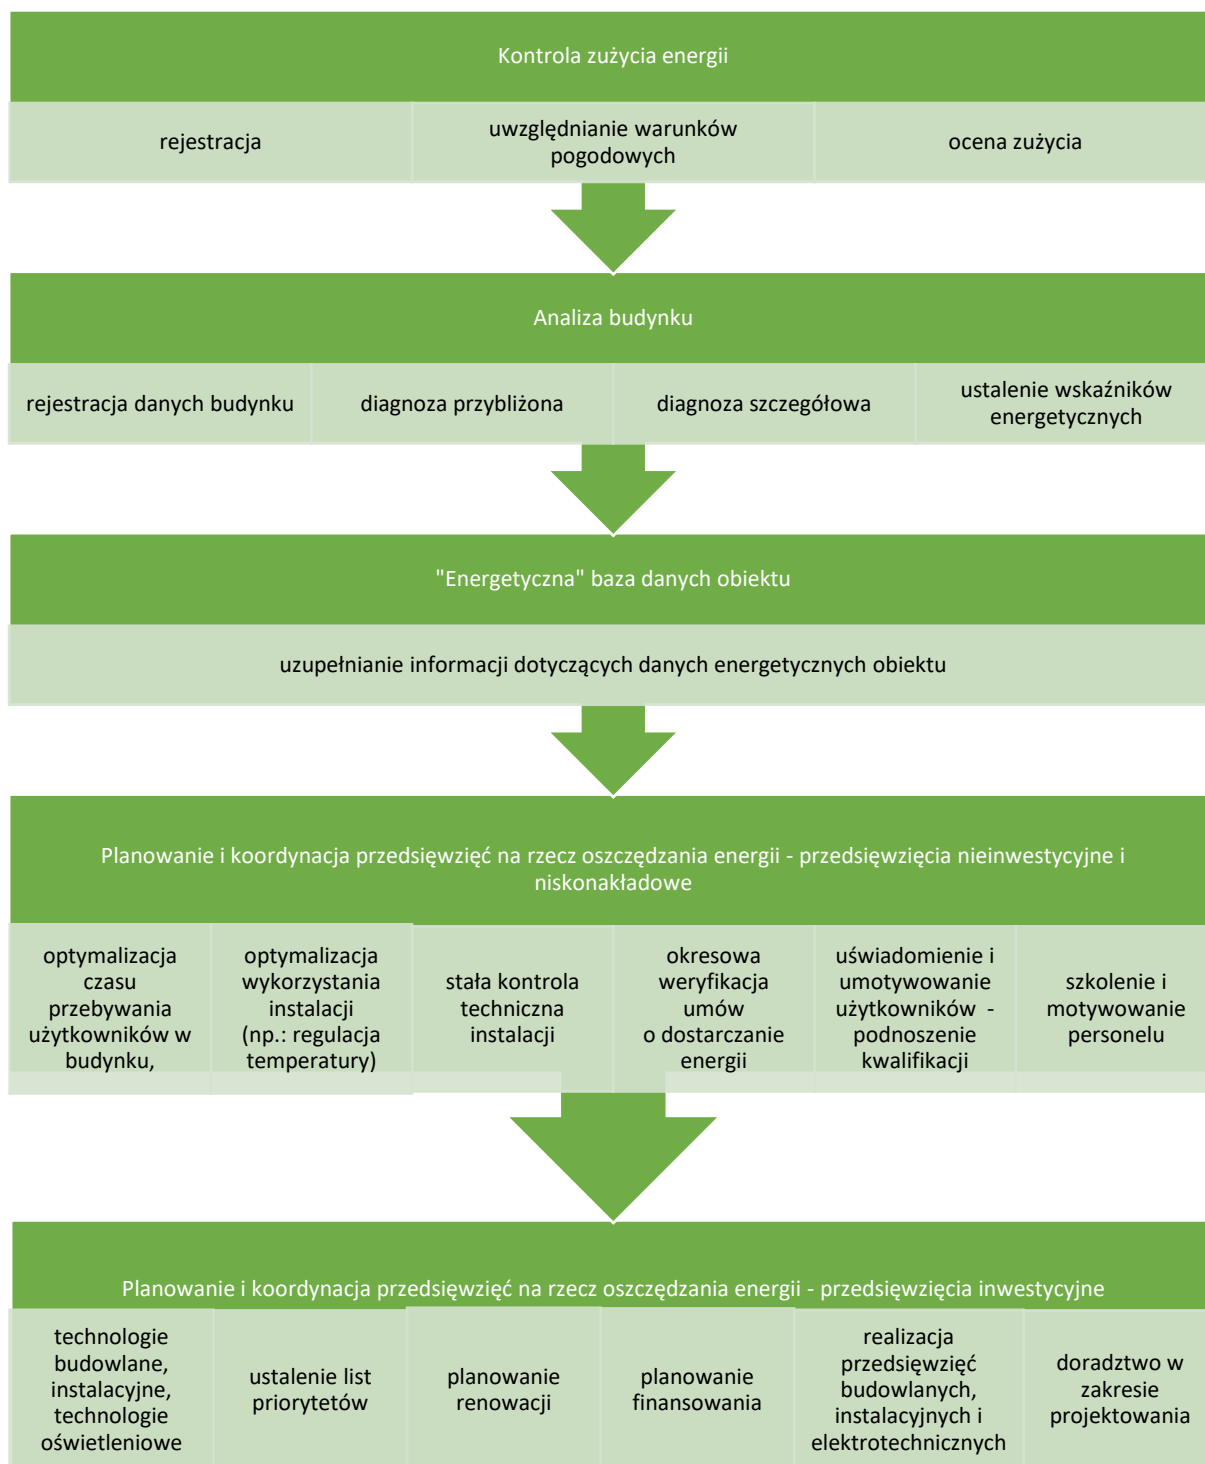 Kontrola zużycia energii
rejestracja
uwzględnianie warunków
pogodowych
ocena zużycia
Analiza budynku
rejestracja danych budynku
diagnoza przybliżona
diagnoza szczegółowa
ustalenie wskaźników
energetycznych
"Energetyczna" baza danych obiektu
uzupełnianie informacji dotyczących danych energetycznych obiektu
Planowanie i koordynacja przedsięwzięć na rzecz oszczędzania energii - przedsięwzięcia nieinwestycyjne i
niskonakładowe
optymalizacja
czasu
przebywania
użytkowników w
budynku,
optymalizacja
wykorzystania
instalacji
(np.: regulacja
temperatury)
stała kontrola
techniczna
instalacji
okresowa
weryfikacja
umów
o dostarczanie
energii
uświadomienie i
umotywowanie
użytkowników -
podnoszenie
kwalifikacji
szkolenie i
motywowanie
personelu
Planowanie i koordynacja przedsięwzięć na rzecz oszczędzania energii - przedsięwzięcia inwestycyjne
technologie
budowlane,
instalacyjne,
technologie
oświetleniowe
ustalenie list
priorytetów
planowanie
renowacji
planowanie
finansowania
realizacja
przedsięwzięć
budowlanych,
instalacyjnych i
elektrotechnicznych
doradztwo w
zakresie
projektowania